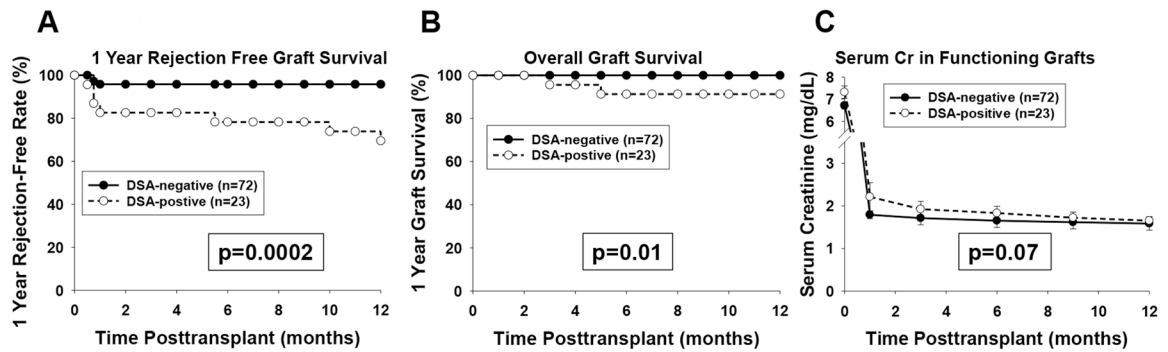 A
1 Year Rejection Free Graft Survival
1 Year Rejection-Free Rate (%)
100
80
60
40
20
0
DSA-negative (n=72)
DSA-postive (n=23)
p=0.0002
0 2 4 6 8 10 12
Time Posttransplant (months)
B
Overall Graft Survival
1 Year Graft Survival (%)
100
80
60
40
20
0
DSA-negative (n=72)
DSA-postive (n=23)
p=0.01
0 2 4 6 8 10 12
Time Posttransplant (months)
C
Serum Cr in Functioning Grafts
Serum Creatinine (mg/dL)
8
7
6
2
1
0
DSA-negative (n=72)
DSA-positive (n=23)
p=0.07
0 2 4 6 8 10 12
Time Posttransplant (months)